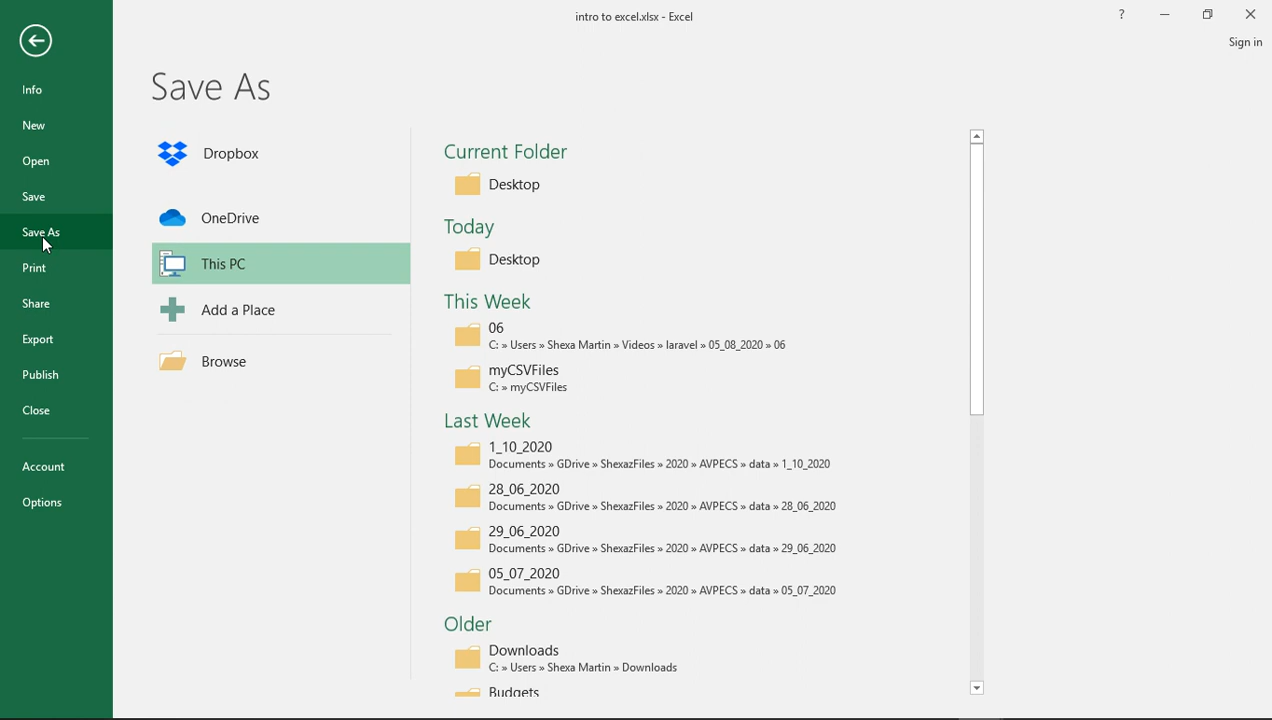 intro to excel.xlsx - Excel
?
Sign in
Info
New
Open
Save
Save As
Print
Share
Export
Publish
Close
Account
Options
Save As
Dropbox
OneDrive
This PC
Add a Place
Browse
Current Folder
Desktop
Today
Desktop
This Week
06
C: » Users » Shexa Martin » Videos » laravel » 05_08_2020 » 06
myCSVFiles
C: » myCSVFiles
Last Week
1_10_2020
Documents » GDrive » ShexazFiles » 2020 » AVPECS » data » 1_10_2020
28_06_2020
Documents » GDrive » ShexazFiles » 2020 » AVPECS » data » 28_06_2020
29_06_2020
Documents » GDrive » ShexazFiles » 2020 » AVPECS » data » 29_06_2020
05_07_2020
Documents » GDrive » ShexazFiles » 2020 » AVPECS » data » 05_07_2020
Older
Downloads
C: » Users » Shexa Martin » Downloads
Budgets